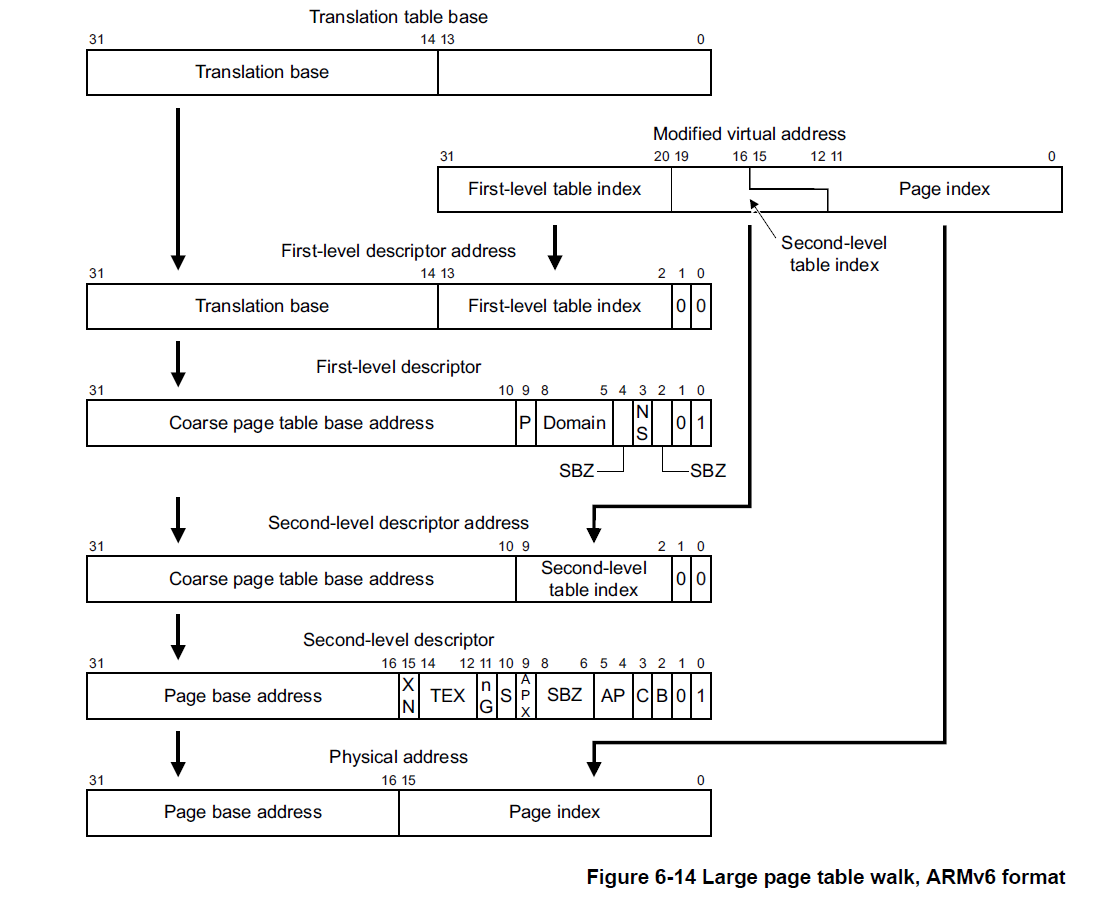 Translation table base
31 14 13 0
Translation base
Modified virtual address
31 20 19 16 15 12 11 0
First-level table index Page index
Second-level
table index
First-level descriptor address
31 14 13 2 1 0
Translation base First-level table index 0 0
First-level descriptor
31 10 9 8 5 4 3 2 1 0
Coarse page table base address P Domain N S 0 1
SBZ SBZ
Second-level descriptor address
31 10 9 2 1 0
Coarse page table base address Second-level table index 0 0
Second-level descriptor
31 16 15 14 12 11 10 9 8 6 5 4 3 2 1 0
Page base address X N TEX n G S A P X SBZ AP C B 0 1
Physical address
31 16 15 0
Page base address Page index
Figure 6-14 Large page table walk, ARMv6 format